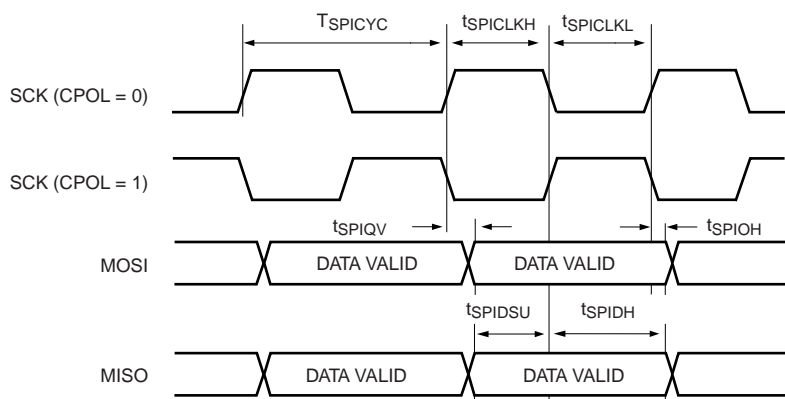 TSPICYC tSPICLKH tSPICLKL
SCK (CPOL = 0)
SCK (CPOL = 1)
tSPIQV tSPIOH
MOSI DATA VALID DATA VALID
tSPIDSU tSPIDH
MISO DATA VALID DATA VALID